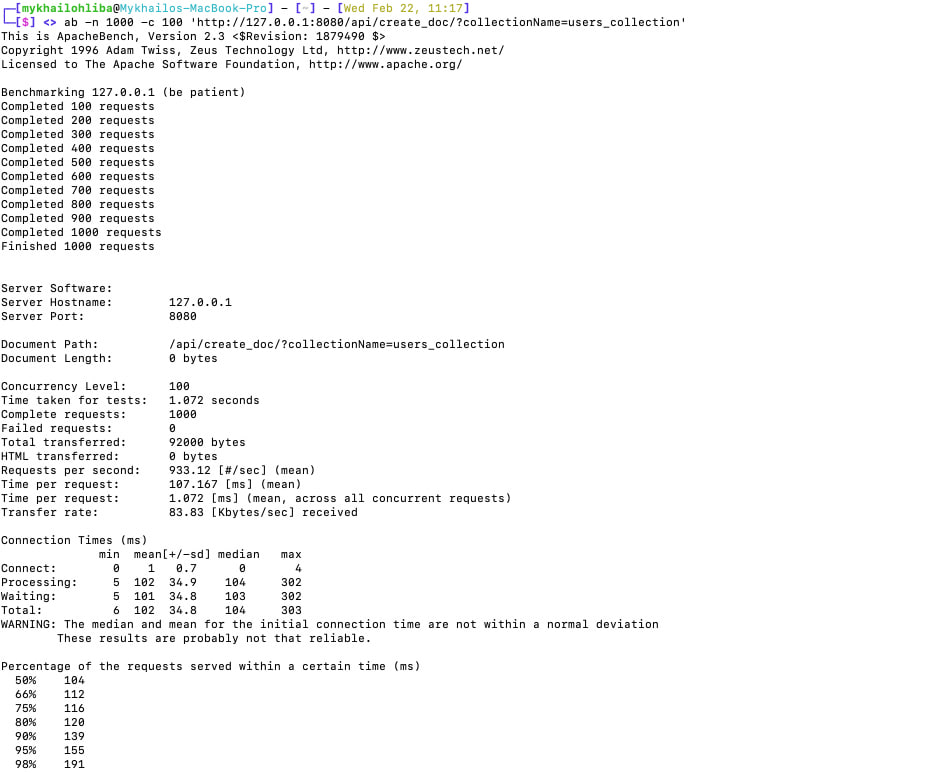 ┌─[mykhailohliba@Mykhailos-MacBook-Pro] - [~] - [Wed Feb 22, 11:17]
└─[$] <> ab -n 1000 -c 100 'http://127.0.0.1:8080/api/create_doc/?collectionName=users_collection'
This is ApacheBench, Version 2.3 <$Revision: 1879490 $>
Copyright 1996 Adam Twiss, Zeus Technology Ltd, http://www.zeustech.net/
Licensed to The Apache Software Foundation, http://www.apache.org/

Benchmarking 127.0.0.1 (be patient)
Completed 100 requests
Completed 200 requests
Completed 300 requests
Completed 400 requests
Completed 500 requests
Completed 600 requests
Completed 700 requests
Completed 800 requests
Completed 900 requests
Completed 1000 requests
Finished 1000 requests


Server Software:
Server Hostname:        127.0.0.1
Server Port:            8080

Document Path:          /api/create_doc/?collectionName=users_collection
Document Length:        0 bytes

Concurrency Level:      100
Time taken for tests:   1.072 seconds
Complete requests:      1000
Failed requests:        0
Total transferred:      92000 bytes
HTML transferred:       0 bytes
Requests per second:    933.12 [#/sec] (mean)
Time per request:       107.167 [ms] (mean)
Time per request:       1.072 [ms] (mean, across all concurrent requests)
Transfer rate:          83.83 [Kbytes/sec] received

Connection Times (ms)
              min  mean[+/-sd] median   max
Connect:        0    1   0.7      0       4
Processing:     5  102  34.9    104     302
Waiting:        5  101  34.8    103     302
Total:          6  102  34.8    104     303
WARNING: The median and mean for the initial connection time are not within a normal deviation
        These results are probably not that reliable.

Percentage of the requests served within a certain time (ms)
  50%    104
  66%    112
  75%    116
  80%    120
  90%    139
  95%    155
  98%    191